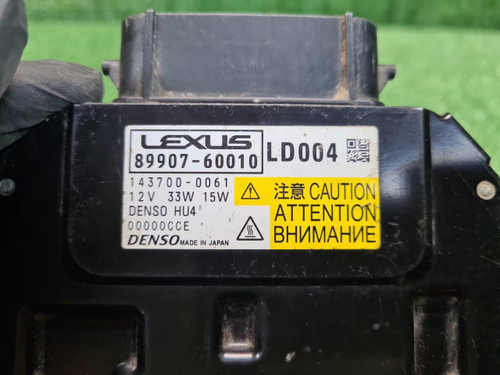 LEXUS
89907-60010 LD004
143700-0061
12V 33W 15W
DENSO HU4
00000CCE
DENSO MADE IN JAPAN
注意 CAUTION
ATTENTION
ВНИМАНИЕ